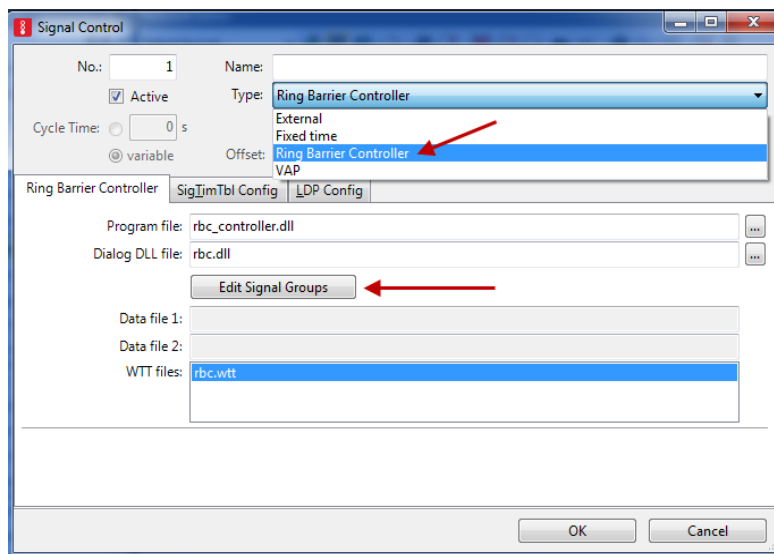 Signal Control
No.: 1 Name:
Active Type: Ring Barrier Controller
External
Fixed time
Cycle Time: 0 s
Ring Barrier Controller
variable Offset:
VAP
Ring Barrier Controller SigTimTbl Config LDP Config
Program file: rbc_controller.dll ...
Dialog DLL file: rbc.dll ...
Edit Signal Groups
Data file 1:
Data file 2:
WTT files: rbc.wtt
OK Cancel